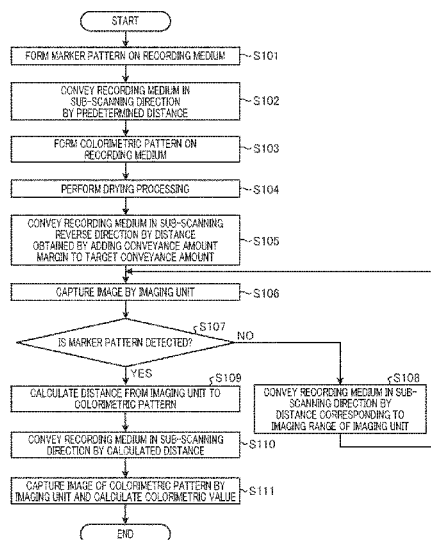 START
FORM MARKER PATTERN ON RECORDING MEDIUM
S101
CONVEY RECORDING MEDIUM IN
SUB-SCANNING DIRECTION
BY PREDETERMINED DISTANCE
S102
FORM COLORIMETRIC PATTERN ON
RECORDING MEDIUM
S103
PERFORM DRYING PROCESSING
S104
CONVEY RECORDING MEDIUM IN SUB-SCANNING
REVERSE DIRECTION BY DISTANCE
OBTAINED BY ADDING CONVEYANCE AMOUNT
MARGIN TO TARGET CONVEYANCE AMOUNT
S105
CAPTURE IMAGE BY IMAGING UNIT
S106
IS MARKER PATTERN DETECTED?
S107
NO
YES
CONVEY RECORDING MEDIUM IN SUB-
SCANNING DIRECTION BY
DISTANCE CORRESPONDING TO
IMAGING RANGE OF IMAGING UNIT
S108
CALCULATE DISTANCE FROM IMAGING UNIT TO
COLORIMETRIC PATTERN
S109
CONVEY RECORDING MEDIUM IN SUB-SCANNING
DIRECTION BY CALCULATED DISTANCE
S110
CAPTURE IMAGE OF COLORIMETRIC PATTERN BY
IMAGING UNIT AND CALCULATE COLORIMETRIC VALUE
S111
END